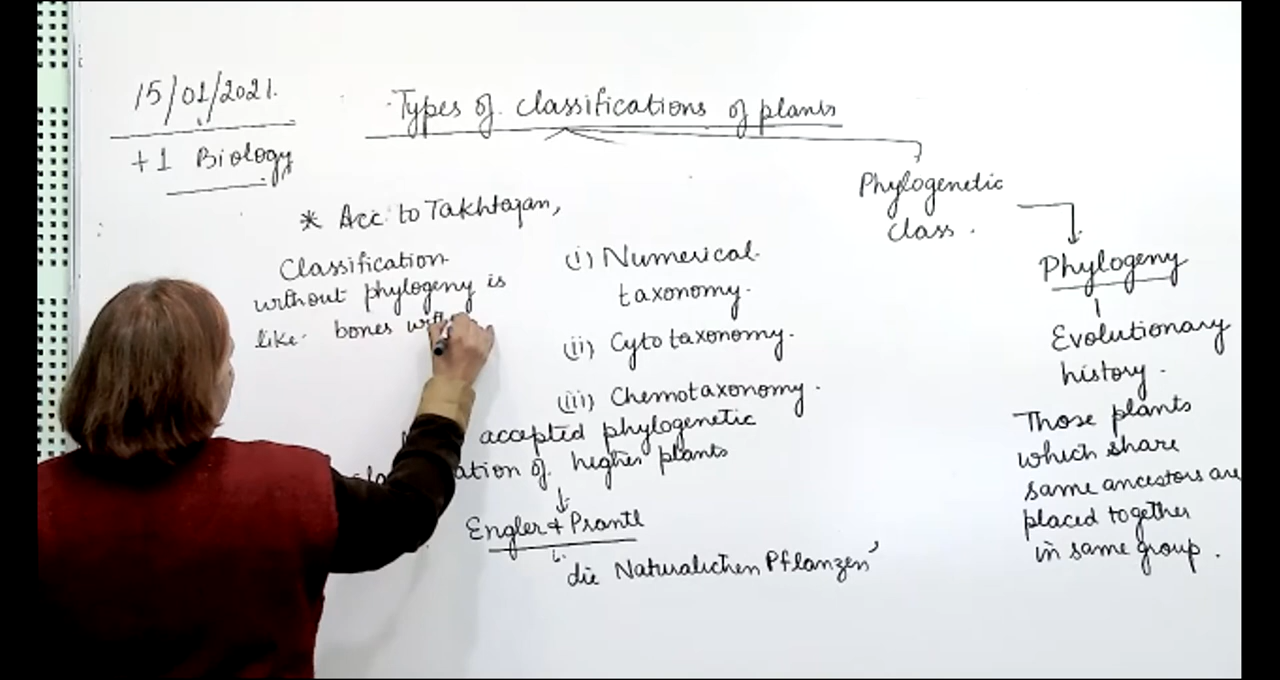 15/01/2021.
+1 Biology
Types of classifications of plants
Phylogenetic
class.
* Acc. to Takhtajan,
Classification
without phylogeny is
like bones
(i) Numerical
taxonomy.
(ii) Cytotaxonomy.
(iii) Chemotaxonomy.
accepted phylogenetic
ation of higher plants
Engler & Prantl
die Naturalichen Pflanzen'
Phylogeny
Evolutionary
history.
Those plants
which share
same ancestors are
placed together
in same group.